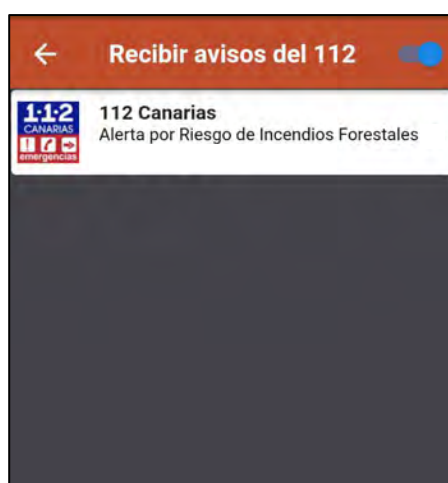 Recibir avisos del 112
1·1·2
CANARIAS
emergencias
112 Canarias
Alerta por Riesgo de Incendios Forestales